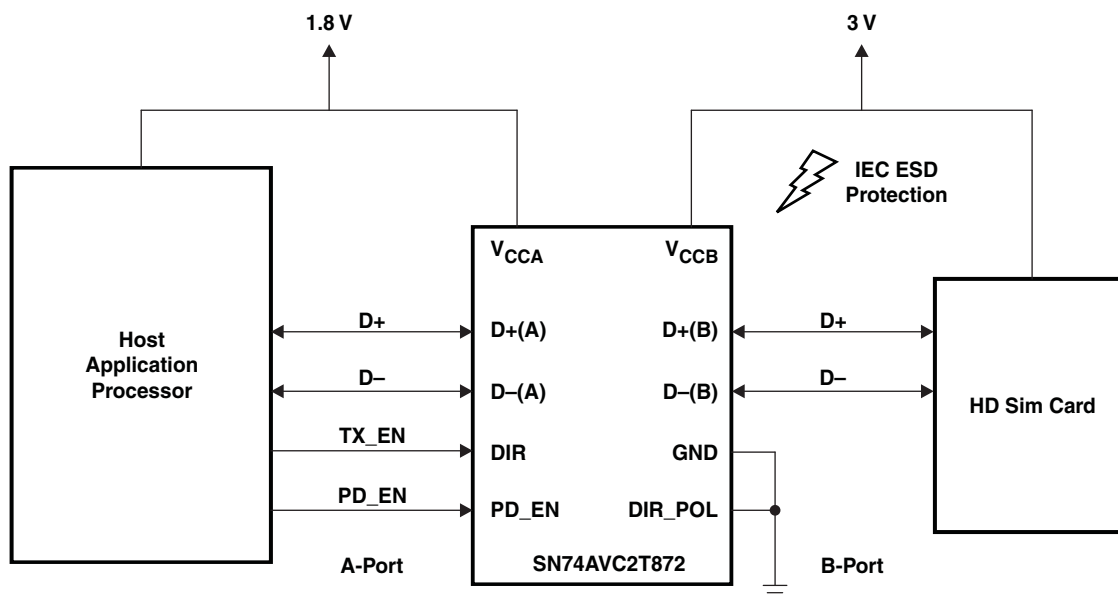 1.8 V
3 V
IEC ESD
Protection
V_CCA
V_CCB
D+
D+(A)
D+(B)
D+
Host
Application
Processor
D–
D–(A)
D–(B)
D–
HD Sim Card
TX_EN
DIR
GND
PD_EN
PD_EN
DIR_POL
A-Port
SN74AVC2T872
B-Port